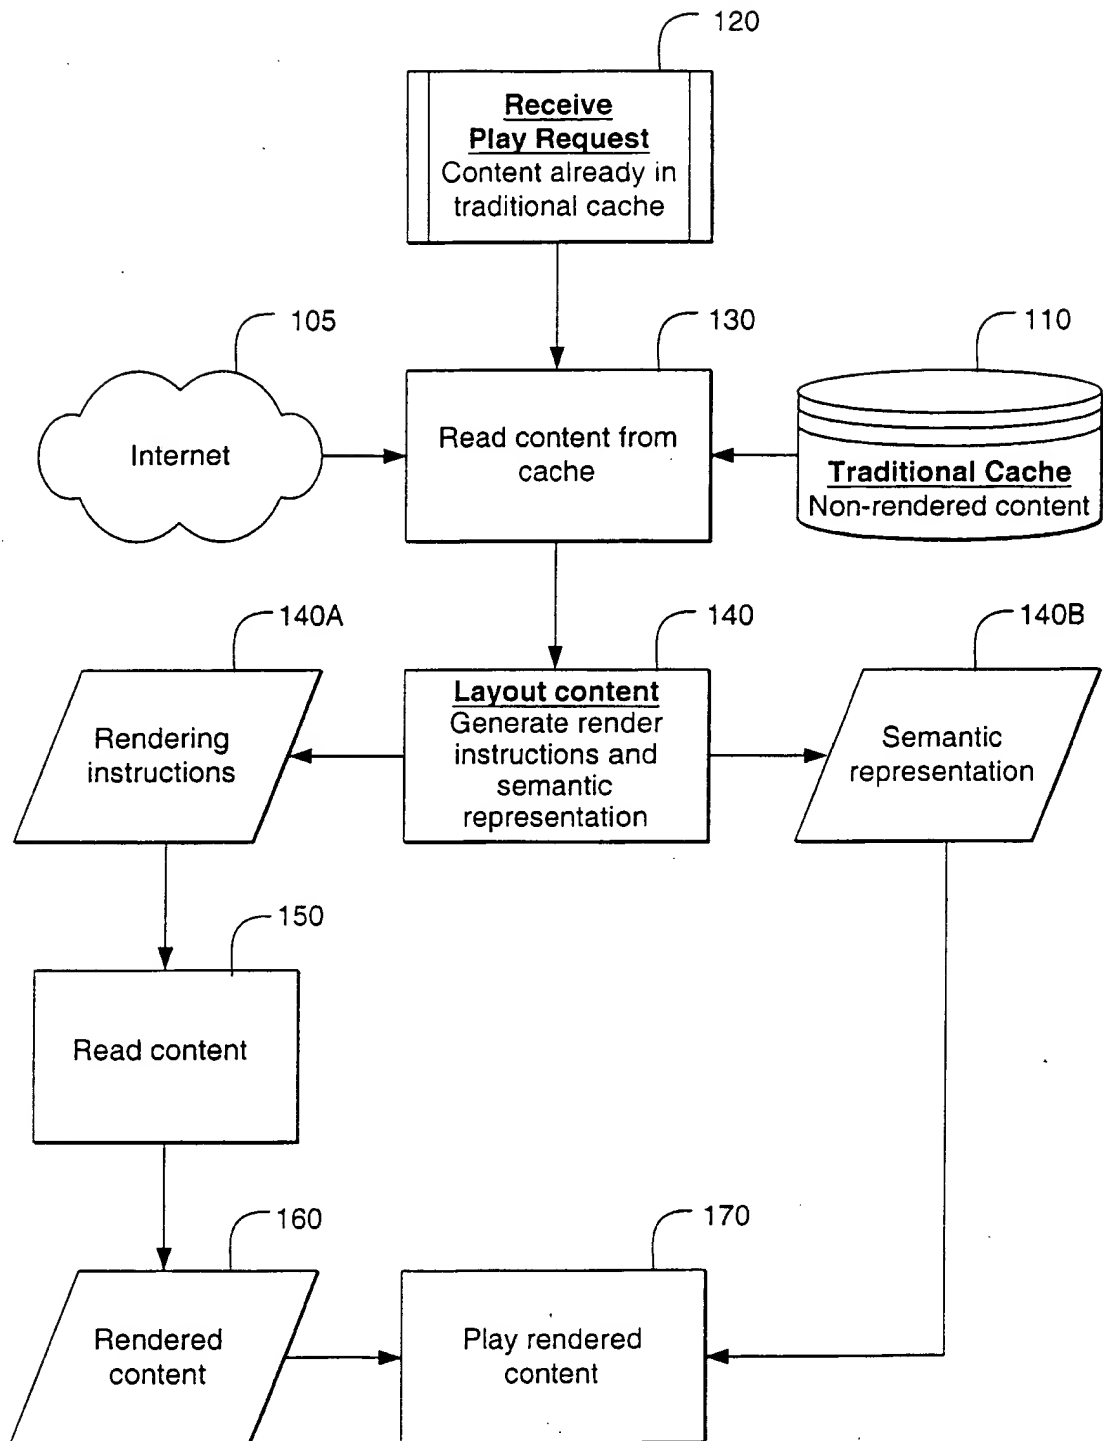 120
Receive
Play Request
Content already in
traditional cache
105
130
110
Internet
Read content from
cache
Traditional Cache
Non-rendered content
140A
140
140B
Rendering
instructions
Layout content
Generate render
instructions and
semantic
representation
Semantic
representation
150
Read content
160
170
Rendered
content
Play rendered
content